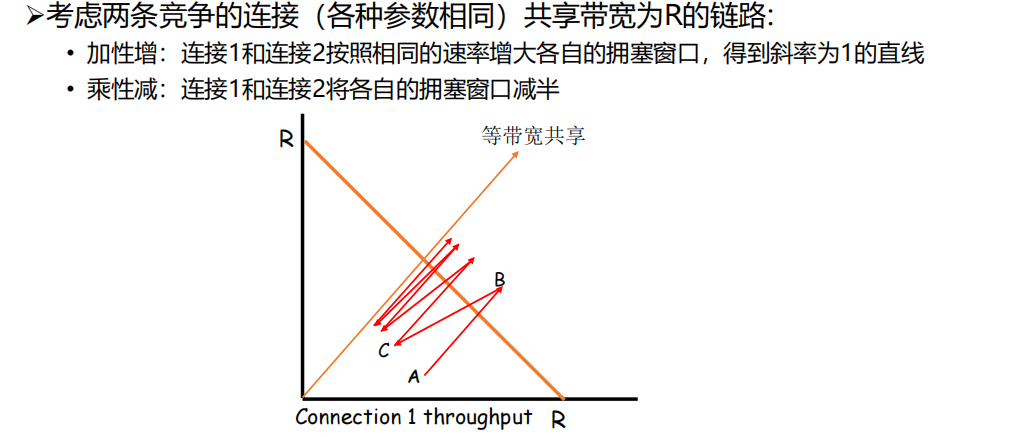 ➢考虑两条竞争的连接（各种参数相同）共享带宽为R的链路:
• 加性增：连接1和连接2按照相同的速率增大各自的拥塞窗口，得到斜率为1的直线
• 乘性减：连接1和连接2将各自的拥塞窗口减半
等带宽共享
R
B
C
A
Connection 1 throughput R